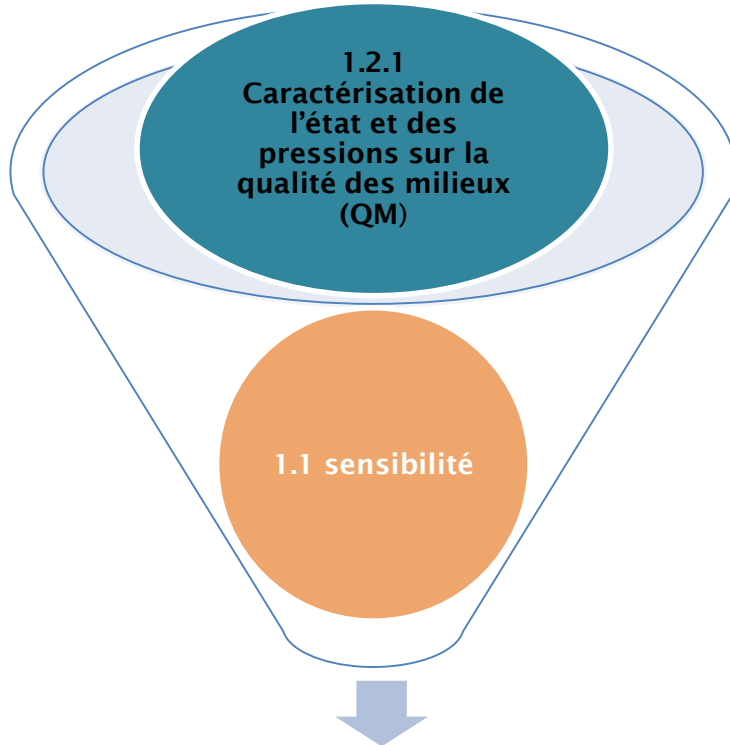 1.2.1
Caractérisation de
l’état et des
pressions sur la
qualité des milieux
(QM)
1.1 sensibilité